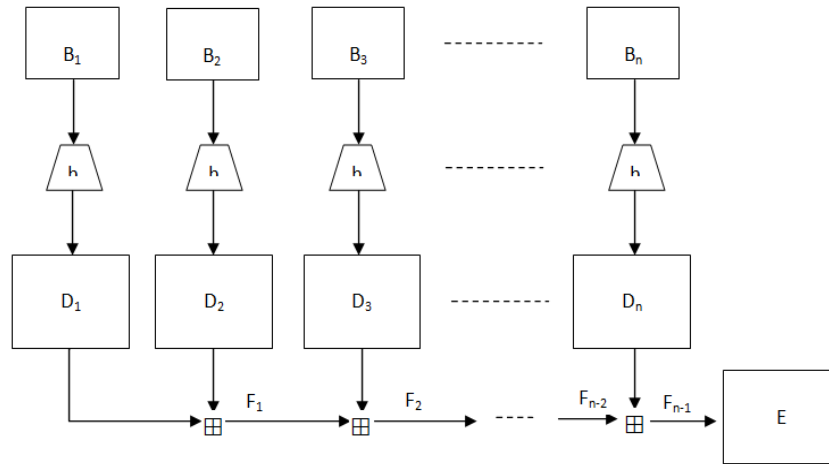 B₁ B₂ B₃ Bₙ
h h h h
D₁ D₂ D₃ Dₙ
F₁ F₂ Fₙ₋₂ Fₙ₋₁ E